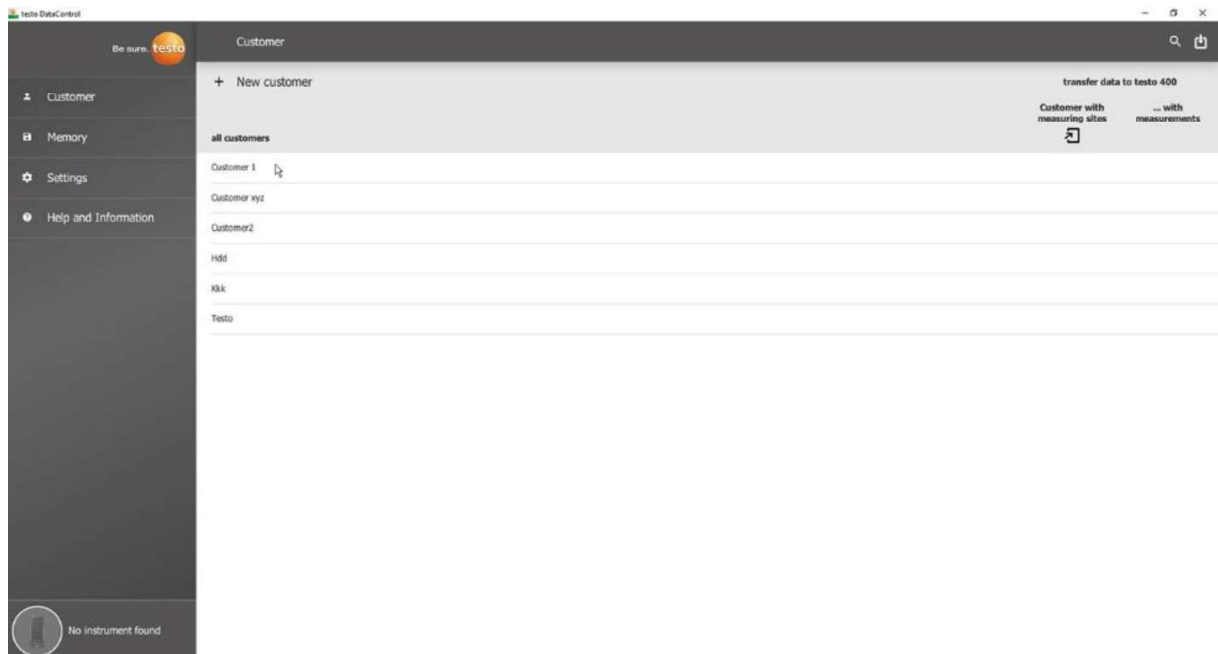 testo DataControl
Be sure. testo
Customer
Customer
Memory
Settings
Help and Information
No instrument found
+ New customer
transfer data to testo 400
Customer with
measuring sites
... with
measurements
all customers
Customer 1
Customer xyz
Customer2
Hdd
Kkk
Testo